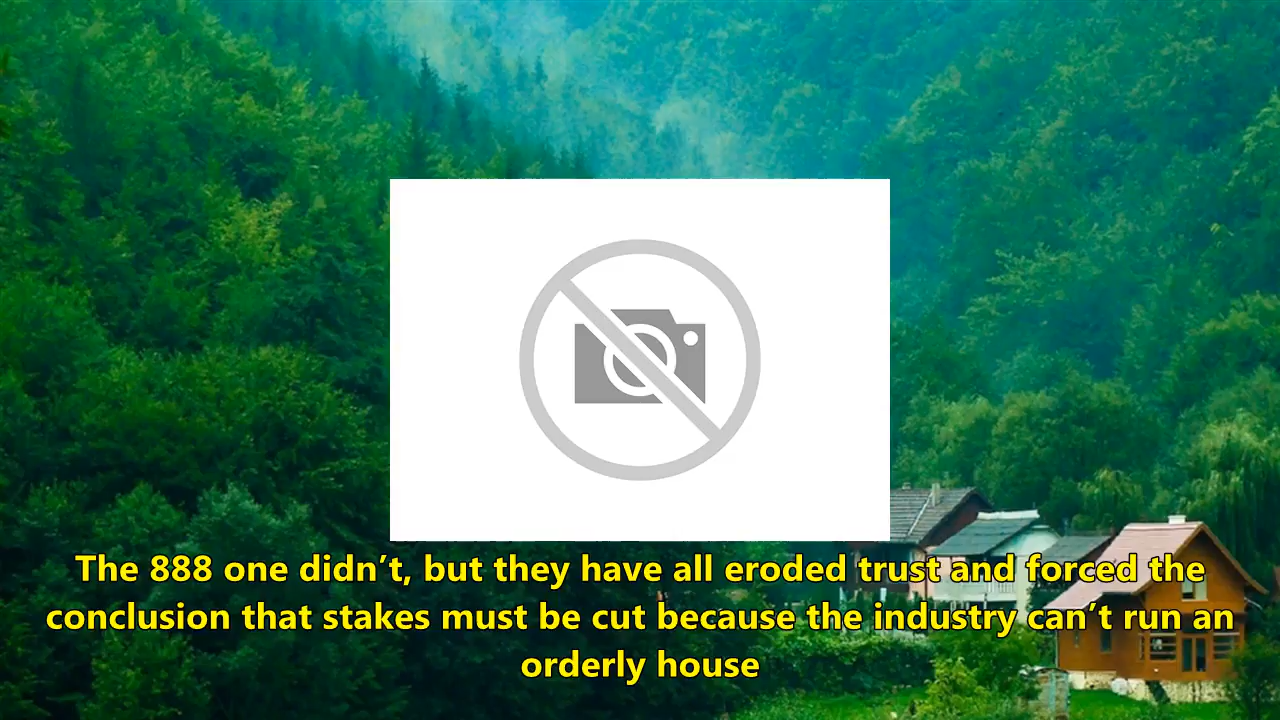 The 888 one didn’t, but they have all eroded trust and forced the
conclusion that stakes must be cut because the industry can’t run an
orderly house